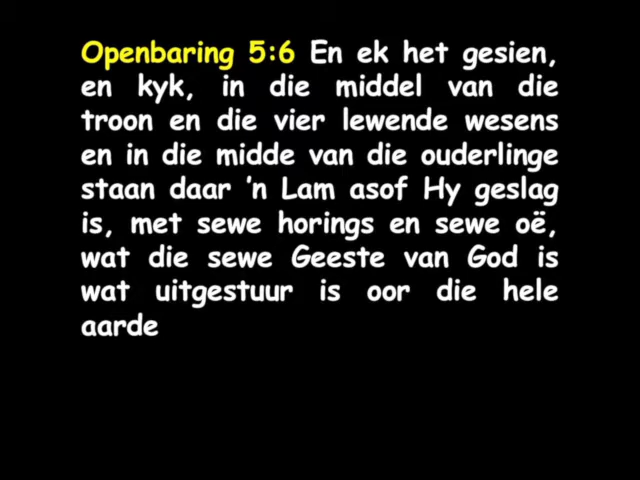 Openbaring 5:6 En ek het gesien,
en kyk, in die middel van die
troon en die vier lewende wesens
en in die midde van die ouderlinge
staan daar ’n Lam asof Hy geslag
is, met sewe horings en sewe oë,
wat die sewe Geeste van God is
wat uitgestuur is oor die hele
aarde